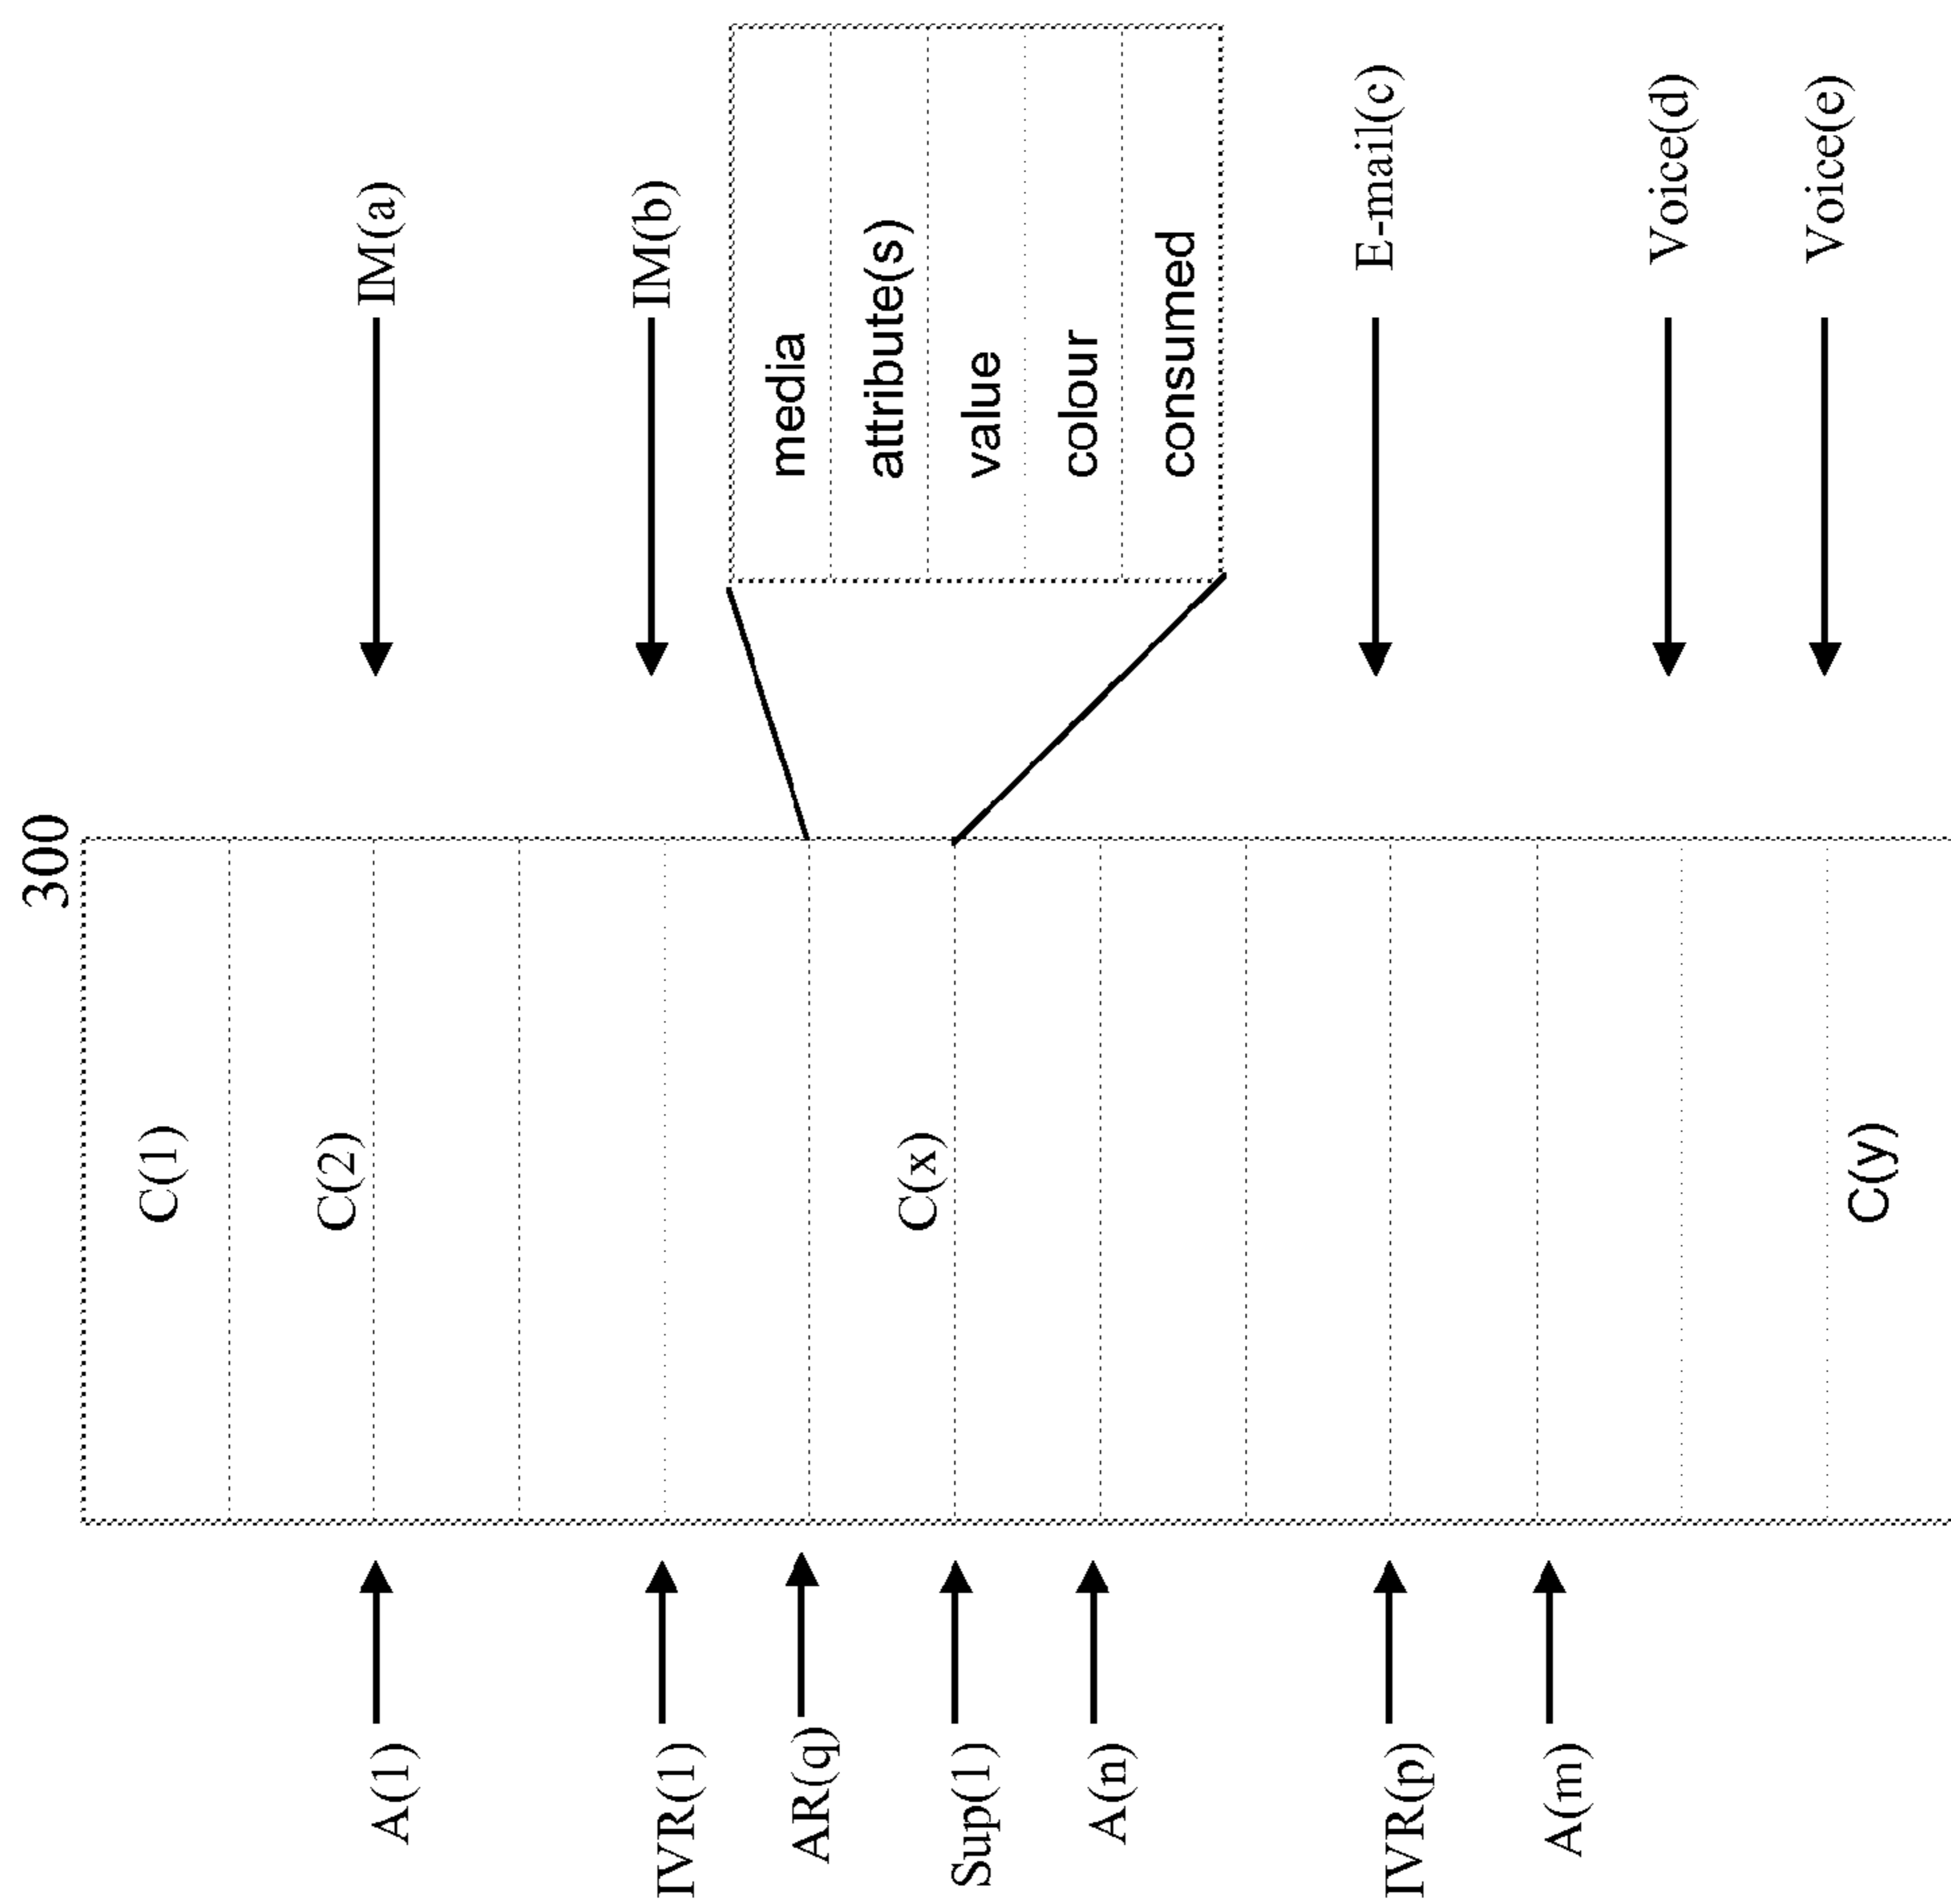 300
C(1)
C(2)
A(1)
IM(a)
IVR(1)
IM(b)
AR(q)
media
attribute(s)
C(x)
Sup(1)
value
colour
A(n)
consumed
IVR(p)
E-mail(c)
A(m)
Voice(d)
Voice(e)
C(y)